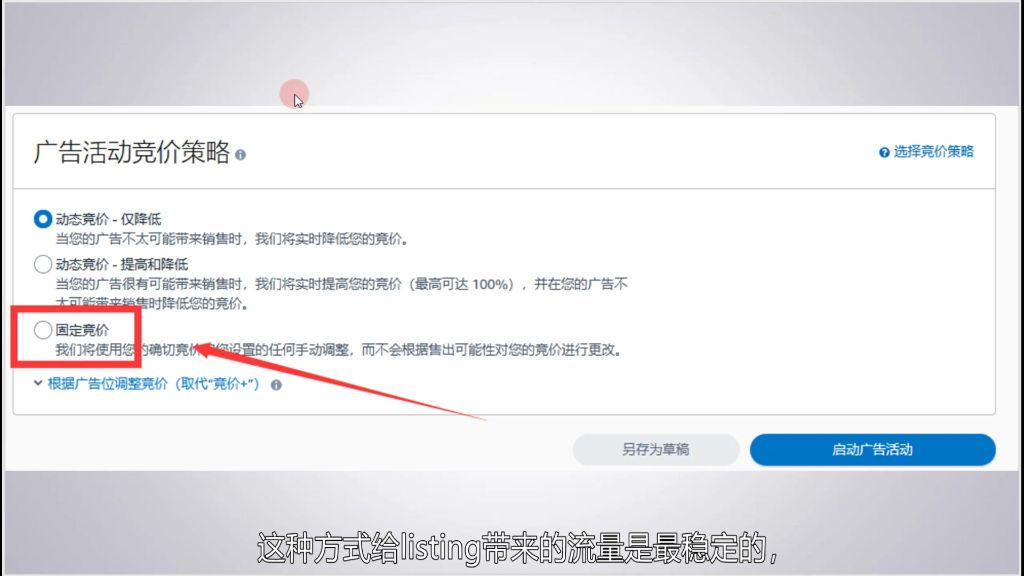 广告活动竞价策略
选择竞价策略
动态竞价 - 仅降低
当您的广告不太可能带来销售时，我们将实时降低您的竞价。
动态竞价 - 提高和降低
当您的广告很有可能带来销售时，我们将实时提高您的竞价（最高可达 100%），并在您的广告不
太可能带来销售时降低您的竞价。
固定竞价
我们将使用您的确切竞价和您设置的任何手动调整，而不会根据售出可能性对您的竞价进行更改。
根据广告位调整竞价（取代“竞价+”）
另存为草稿
启动广告活动
这种方式给listing带来的流量是最稳定的，